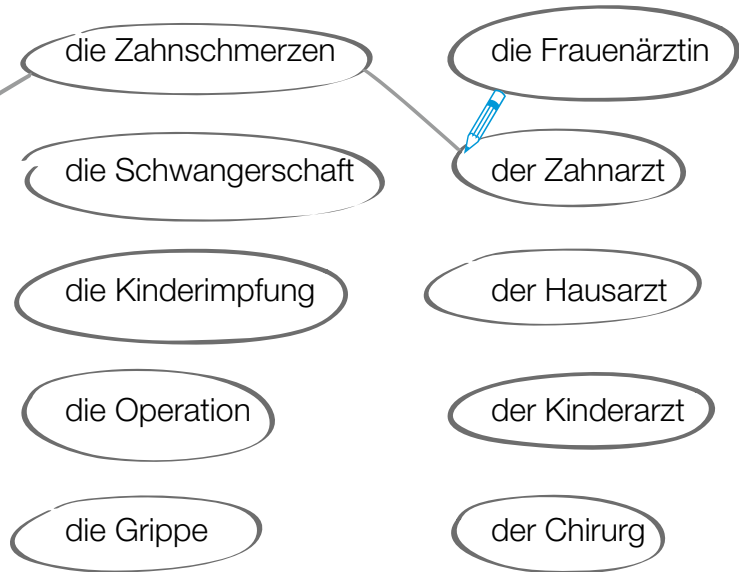 die Zahnschmerzen
die Frauenärztin
die Schwangerschaft
der Zahnarzt
die Kinderimpfung
der Hausarzt
die Operation
der Kinderarzt
die Grippe
der Chirurg